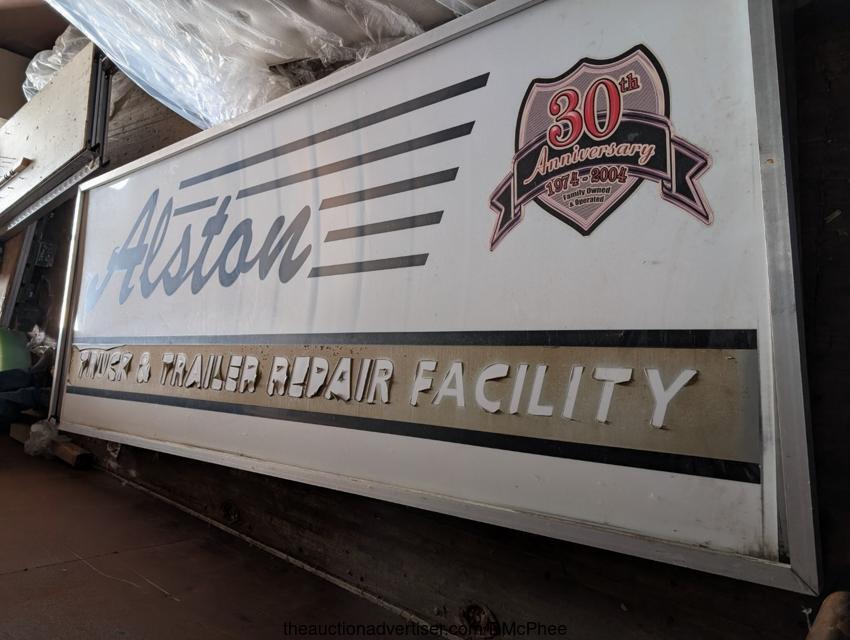 Alston
30th
Anniversary
1974 - 2004
Family Owned
& Operated
TRUCK & TRAILER REPAIR FACILITY
theauctionadvertiser.com/BMcPhee